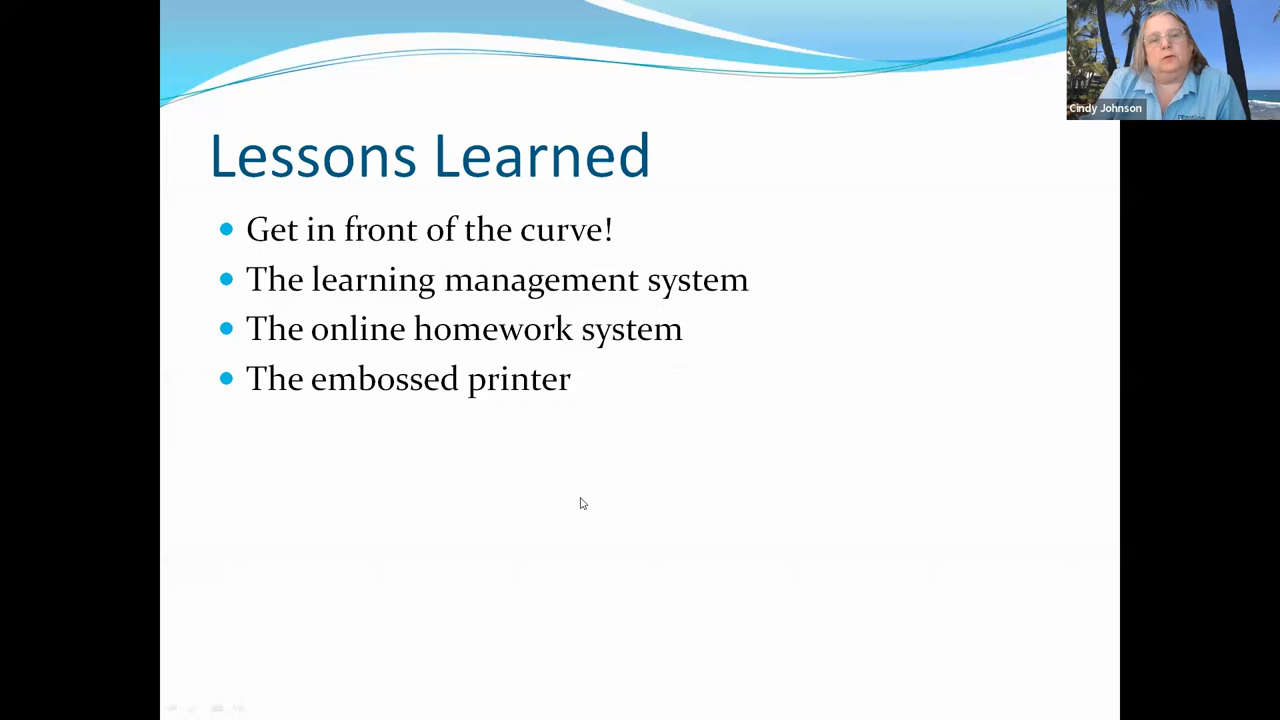 Cindy Johnson
Lessons Learned
• Get in front of the curve!
• The learning management system
• The online homework system
• The embossed printer